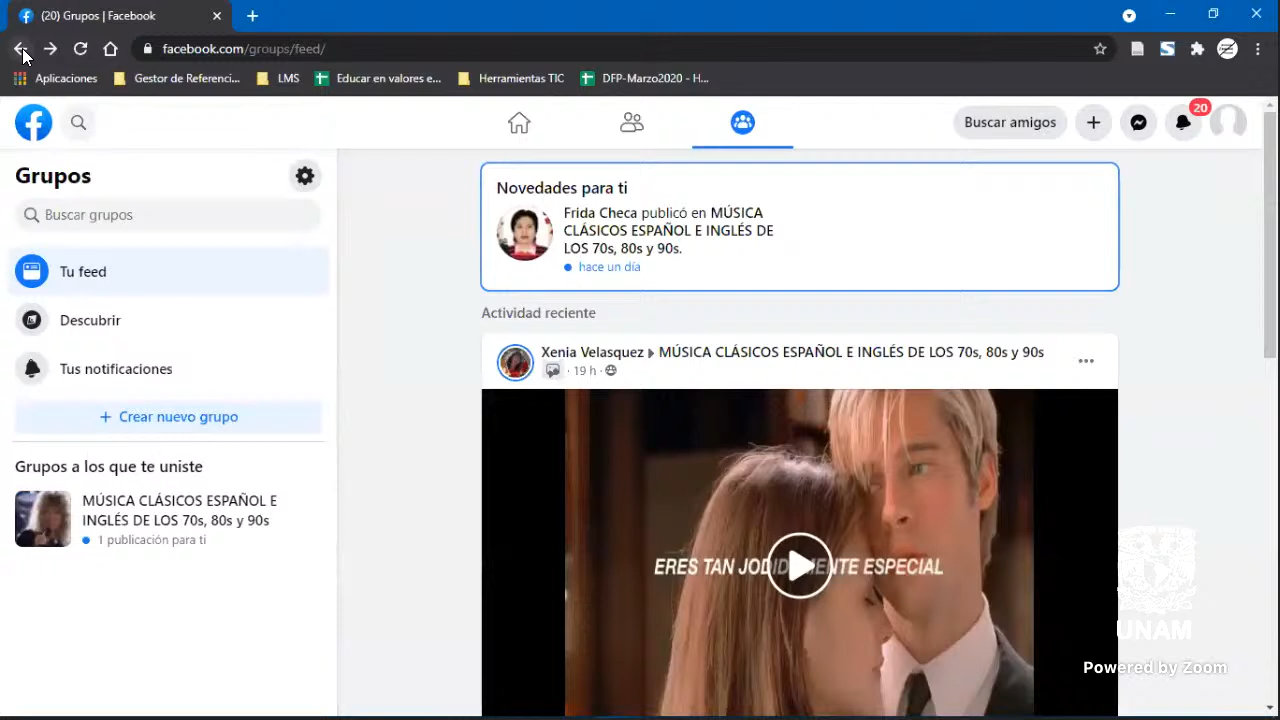 (20) Grupos | Facebook
facebook.com/groups/feed/
Aplicaciones
Gestor de Referenci...
LMS
Educar en valores e...
Herramientas TIC
DFP-Marzo2020 - H...
Buscar amigos
20
Grupos
Buscar grupos
Tu feed
Descubrir
Tus notificaciones
+ Crear nuevo grupo
Grupos a los que te uniste
MÚSICA CLÁSICOS ESPAÑOL E
INGLÉS DE LOS 70s, 80s y 90s
1 publicación para ti
Novedades para ti
Frida Checa publicó en MÚSICA
CLÁSICOS ESPAÑOL E INGLÉS DE
LOS 70s, 80s y 90s.
hace un día
Actividad reciente
Xenia Velasquez MÚSICA CLÁSICOS ESPAÑOL E INGLÉS DE LOS 70s, 80s y 90s
· 19 h ·
ERES TAN JODIDAMENTE ESPECIAL
UNAM
Powered by Zoom